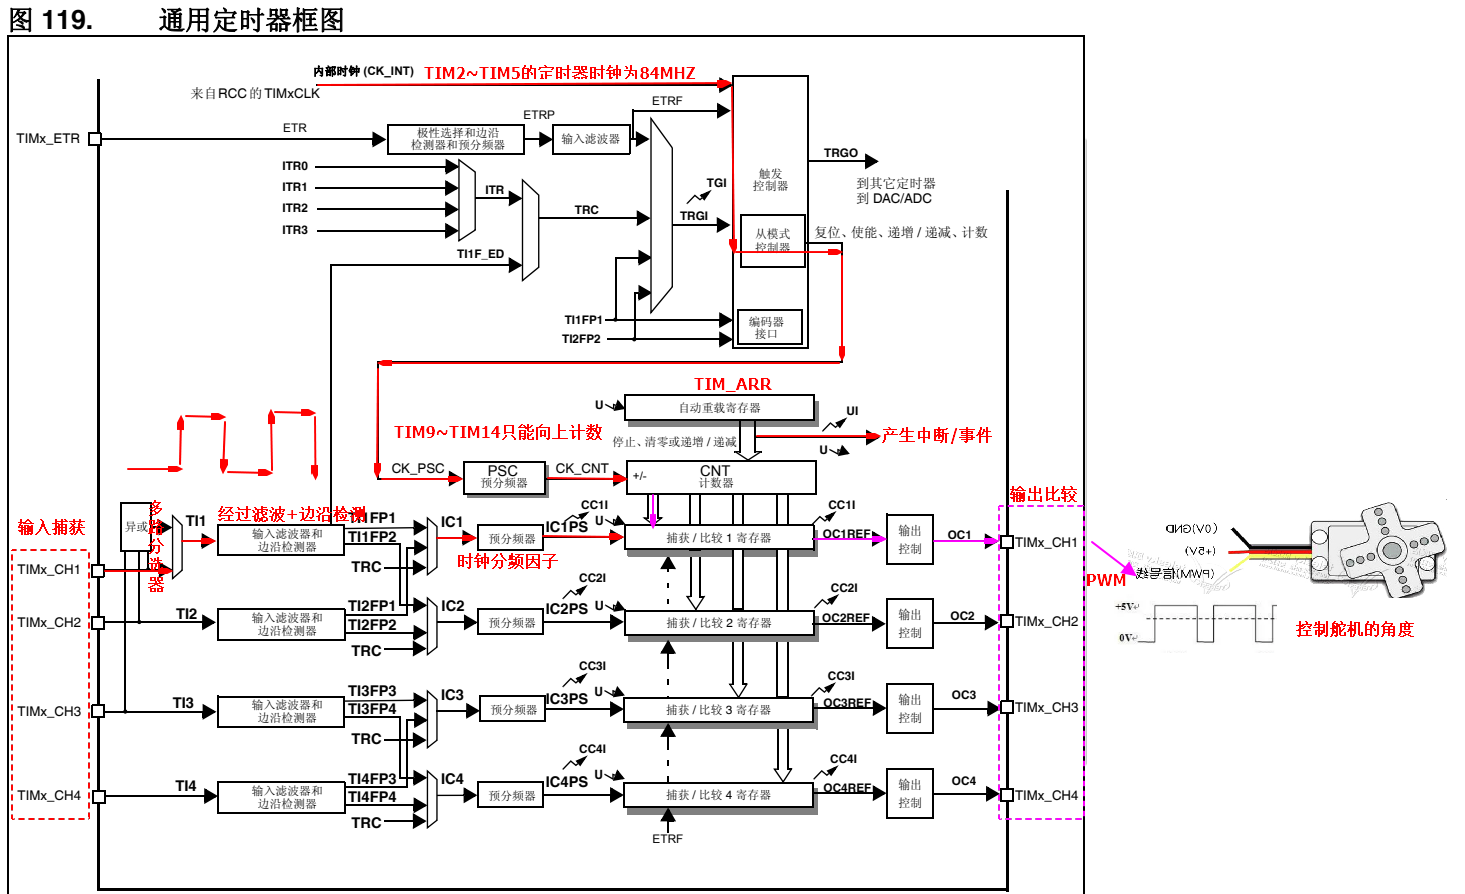 图 119. 通用定时器框图
内部时钟 (CK_INT)
TIM2~TIM5的定时器时钟为84MHZ
来自RCC 的 TIMxCLK
ETRF
TIMx_ETR
ETR
极性选择和边沿
检测器和预分频器
ETRP
输入滤波器
触发
控制器
TRGO
到其它定时器
到 DAC/ADC
ITR0
ITR1
ITR2
ITR3
ITR
TRC
TGI
TRGI
从模式
控制器
复位、使能、递增 / 递减、计数
TI1F_ED
TI1FP1
TI2FP2
编码器
接口
TIM_ARR
U
自动重载寄存器
UI
U
产生中断/事件
TIM9~TIM14只能向上计数
停止、清零或递增 / 递减
CK_PSC
PSC
预分频器
CK_CNT
+/-
CNT
计数器
输入捕获
异或
多路分选器
TI1
经过滤波+边沿检测
输入滤波器和
边沿检测器
TI1FP1
TI1FP2
TRC
IC1
预分频器
时钟分频因子
CC1I
U
IC1PS
捕获 / 比较 1 寄存器
CC1I
OC1REF
输出
控制
OC1
输出比较
TIMx_CH1
TIMx_CH1
TIMx_CH2
TI2
输入滤波器和
边沿检测器
TI2FP1
TI2FP2
TRC
IC2
预分频器
CC2I
U
IC2PS
捕获 / 比较 2 寄存器
CC2I
OC2REF
输出
控制
OC2
TIMx_CH2
TIMx_CH3
TI3
输入滤波器和
边沿检测器
TI3FP3
TI3FP4
TRC
IC3
预分频器
CC3I
U
IC3PS
捕获 / 比较 3 寄存器
CC3I
OC3REF
输出
控制
OC3
TIMx_CH3
TIMx_CH4
TI4
输入滤波器和
边沿检测器
TI4FP3
TI4FP4
TRC
IC4
预分频器
CC4I
U
IC4PS
捕获 / 比较 4 寄存器
CC4I
OC4REF
输出
控制
OC4
TIMx_CH4
ETRF
PWM
(0V)GND
(+5V)
(PWM)信号线
+5V
0V
控制舵机的角度